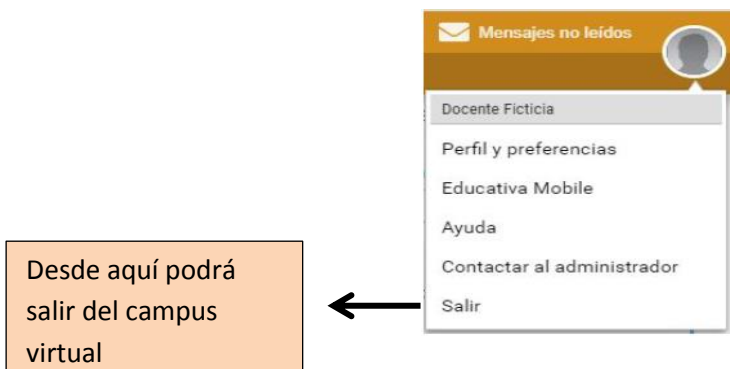 Mensajes no leídos
Docente Ficticia
Perfil y preferencias
Educativa Mobile
Ayuda
Contactar al administrador
Salir
Desde aquí podrá
salir del campus
virtual